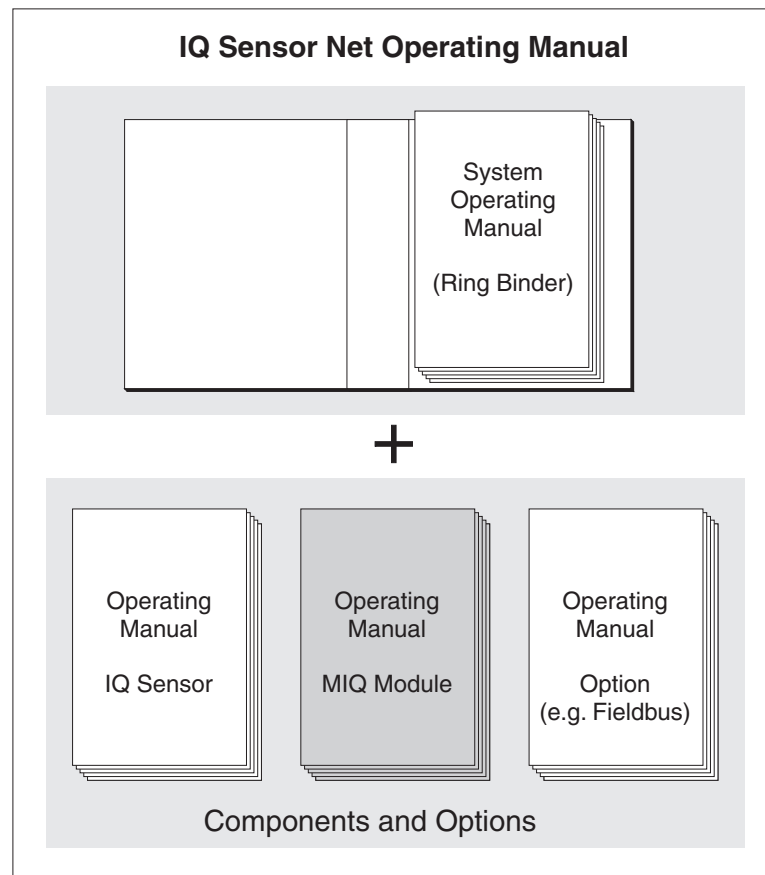 IQ Sensor Net Operating Manual
System
Operating
Manual
(Ring Binder)
+
Operating
Manual
IQ Sensor
Operating
Manual
MIQ Module
Operating
Manual
Option
(e.g. Fieldbus)
Components and Options